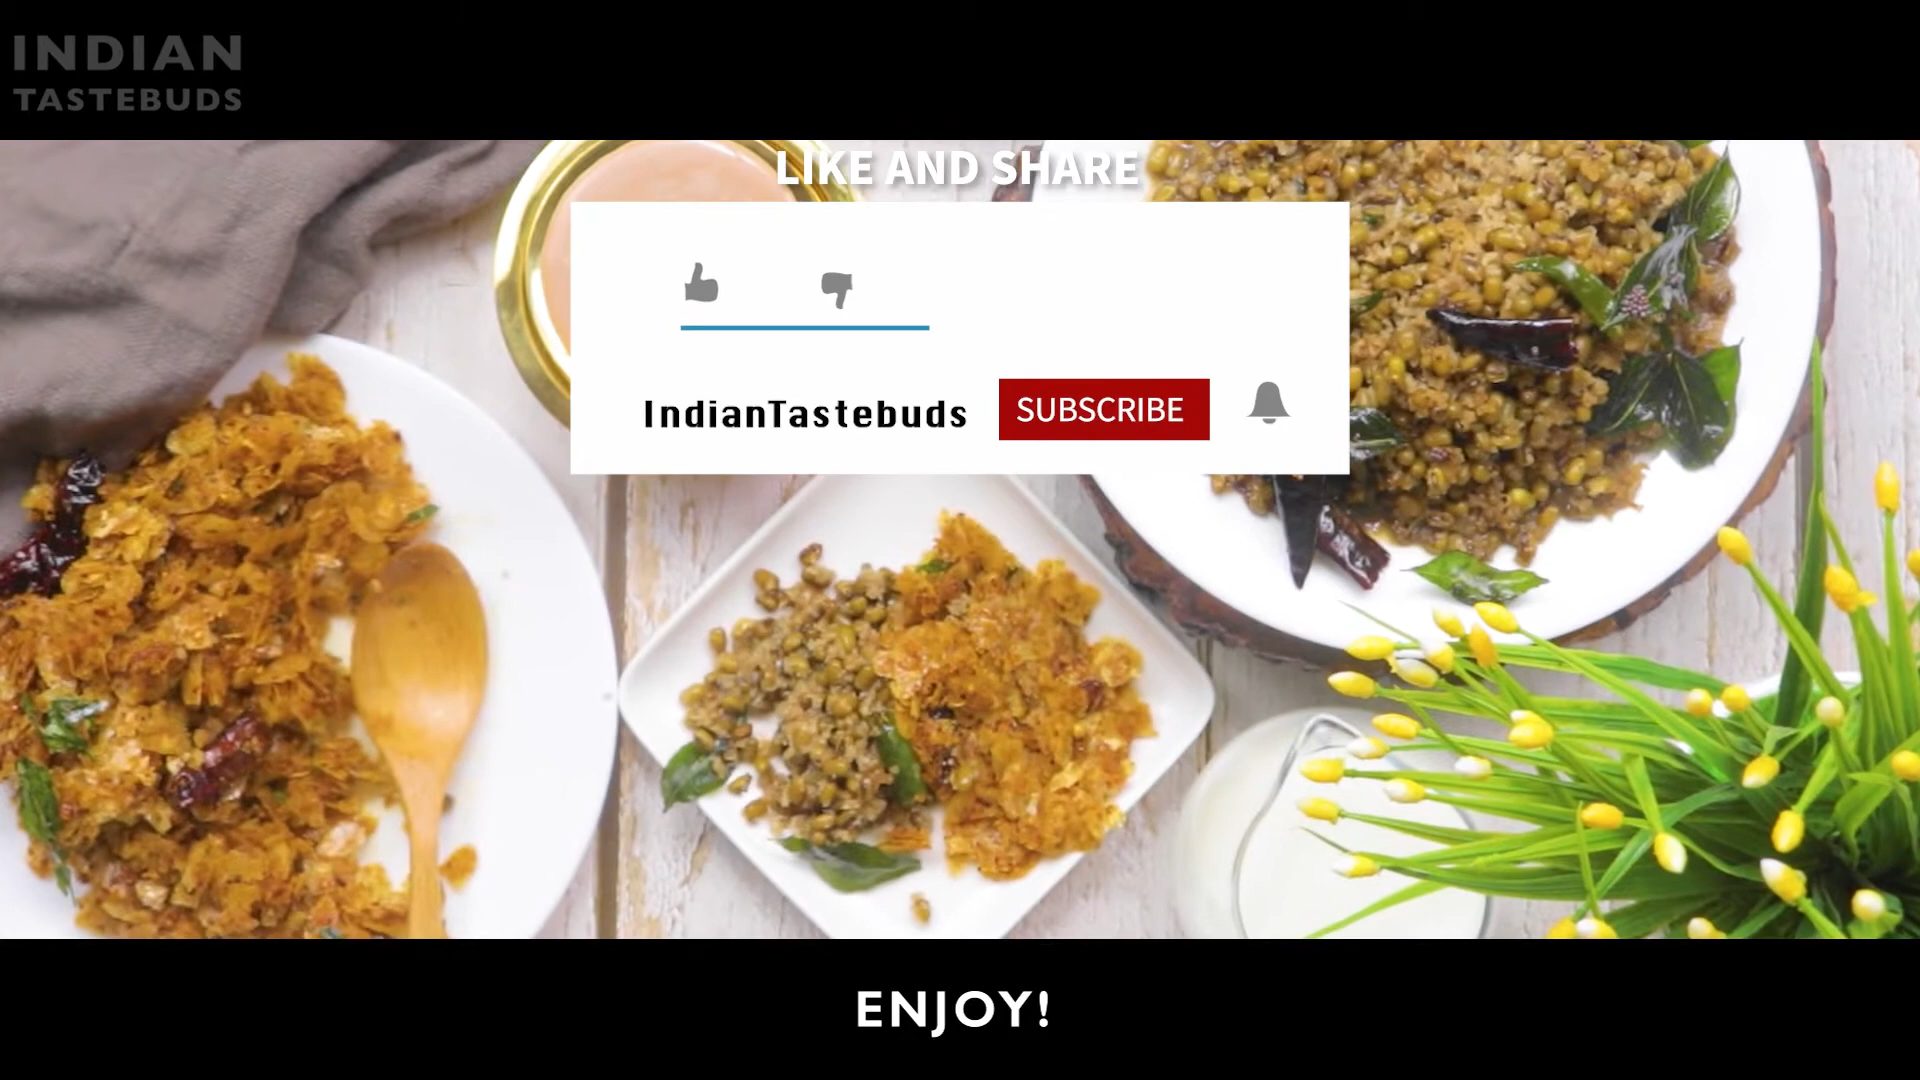 INDIAN
TASTEBUDS
LIKE AND SHARE
IndianTastebuds
SUBSCRIBE
ENJOY!